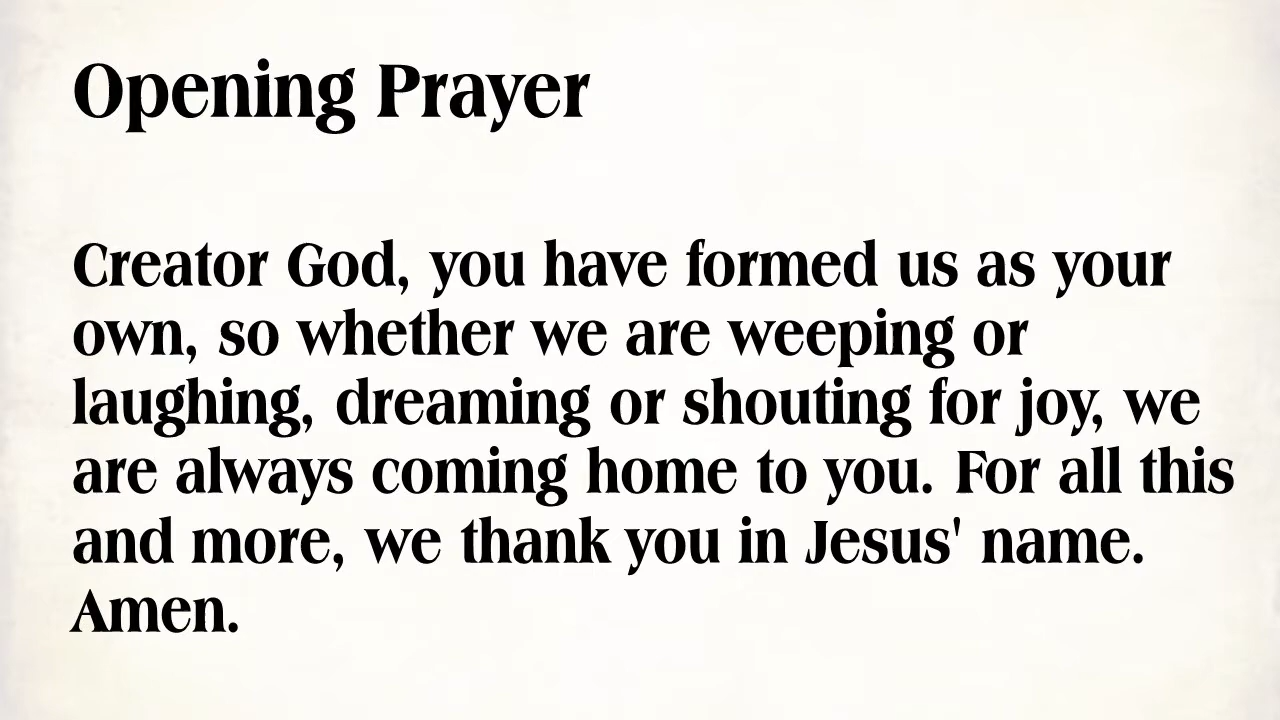 Opening Prayer
Creator God, you have formed us as your
own, so whether we are weeping or
laughing, dreaming or shouting for joy, we
are always coming home to you. For all this
and more, we thank you in Jesus' name.
Amen.